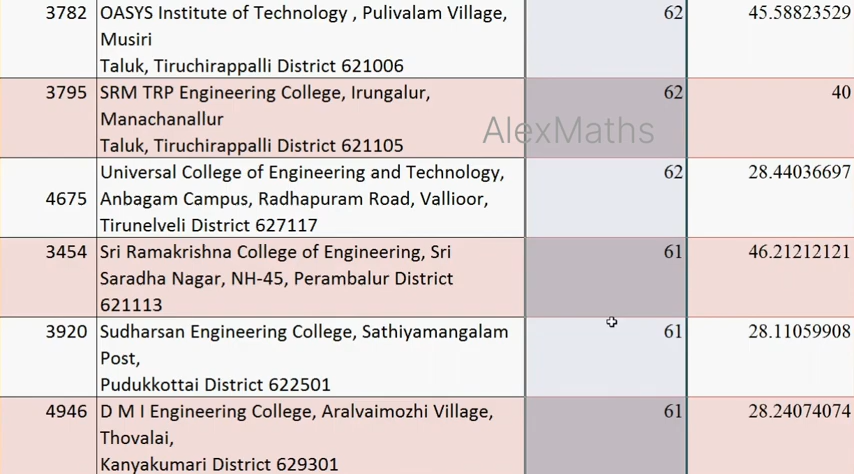 3782 OASYS Institute of Technology , Pulivalam Village, 62 45.58823529
Musiri
Taluk, Tiruchirappalli District 621006
3795 SRM TRP Engineering College, Irungalur, 62 40
Manachanallur
AlexMaths
Taluk, Tiruchirappalli District 621105
Universal College of Engineering and Technology, 62 28.44036697
4675 Anbagam Campus, Radhapuram Road, Vallioor,
Tirunelveli District 627117
3454 Sri Ramakrishna College of Engineering, Sri 61 46.21212121
Saradha Nagar, NH-45, Perambalur District
621113
3920 Sudharsan Engineering College, Sathiyamangalam 61 28.11059908
Post,
Pudukkottai District 622501
4946 D M I Engineering College, Aralvaimozhi Village, 61 28.24074074
Thovalai,
Kanyakumari District 629301